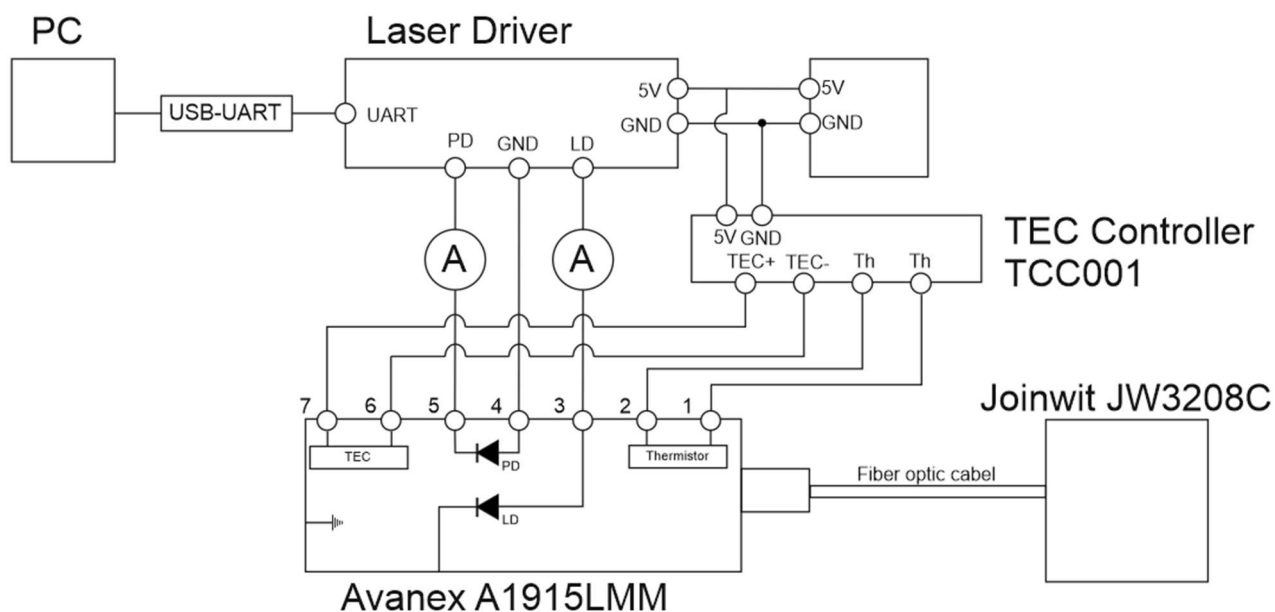 PC
Laser Driver
USB-UART
UART
5V
GND
5V
GND
PD
GND
LD
A
A
5V GND
TEC+
TEC-
Th
Th
TEC Controller
TCC001
7
6
5
4
3
2
1
TEC
PD
LD
Thermistor
Fiber optic cabel
Joinwit JW3208C
Avanex A1915LMM